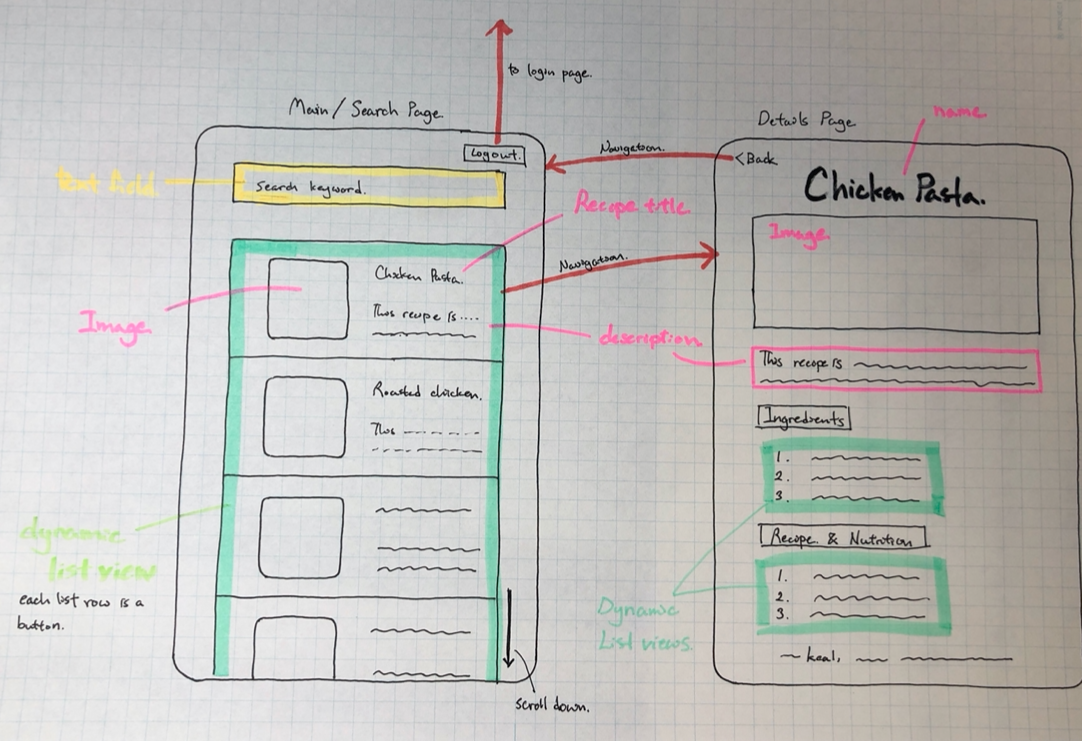 to login page.
Main / Search Page.
Logout.
Text field.
Search keyword.
Recipe title.
Chicken Pasta.
This recipe is ....
Image
Roasted chicken.
This
dynamic
list view
each list row is a
button.
scroll down.
Navigation.
Navigation.
description
Details Page
name
<Back
Chicken Pasta.
Image
This recipe is
Ingredients
1.
2.
3.
Recipe & Nutrition
1.
2.
3.
Dynamic
List views.
kcal,